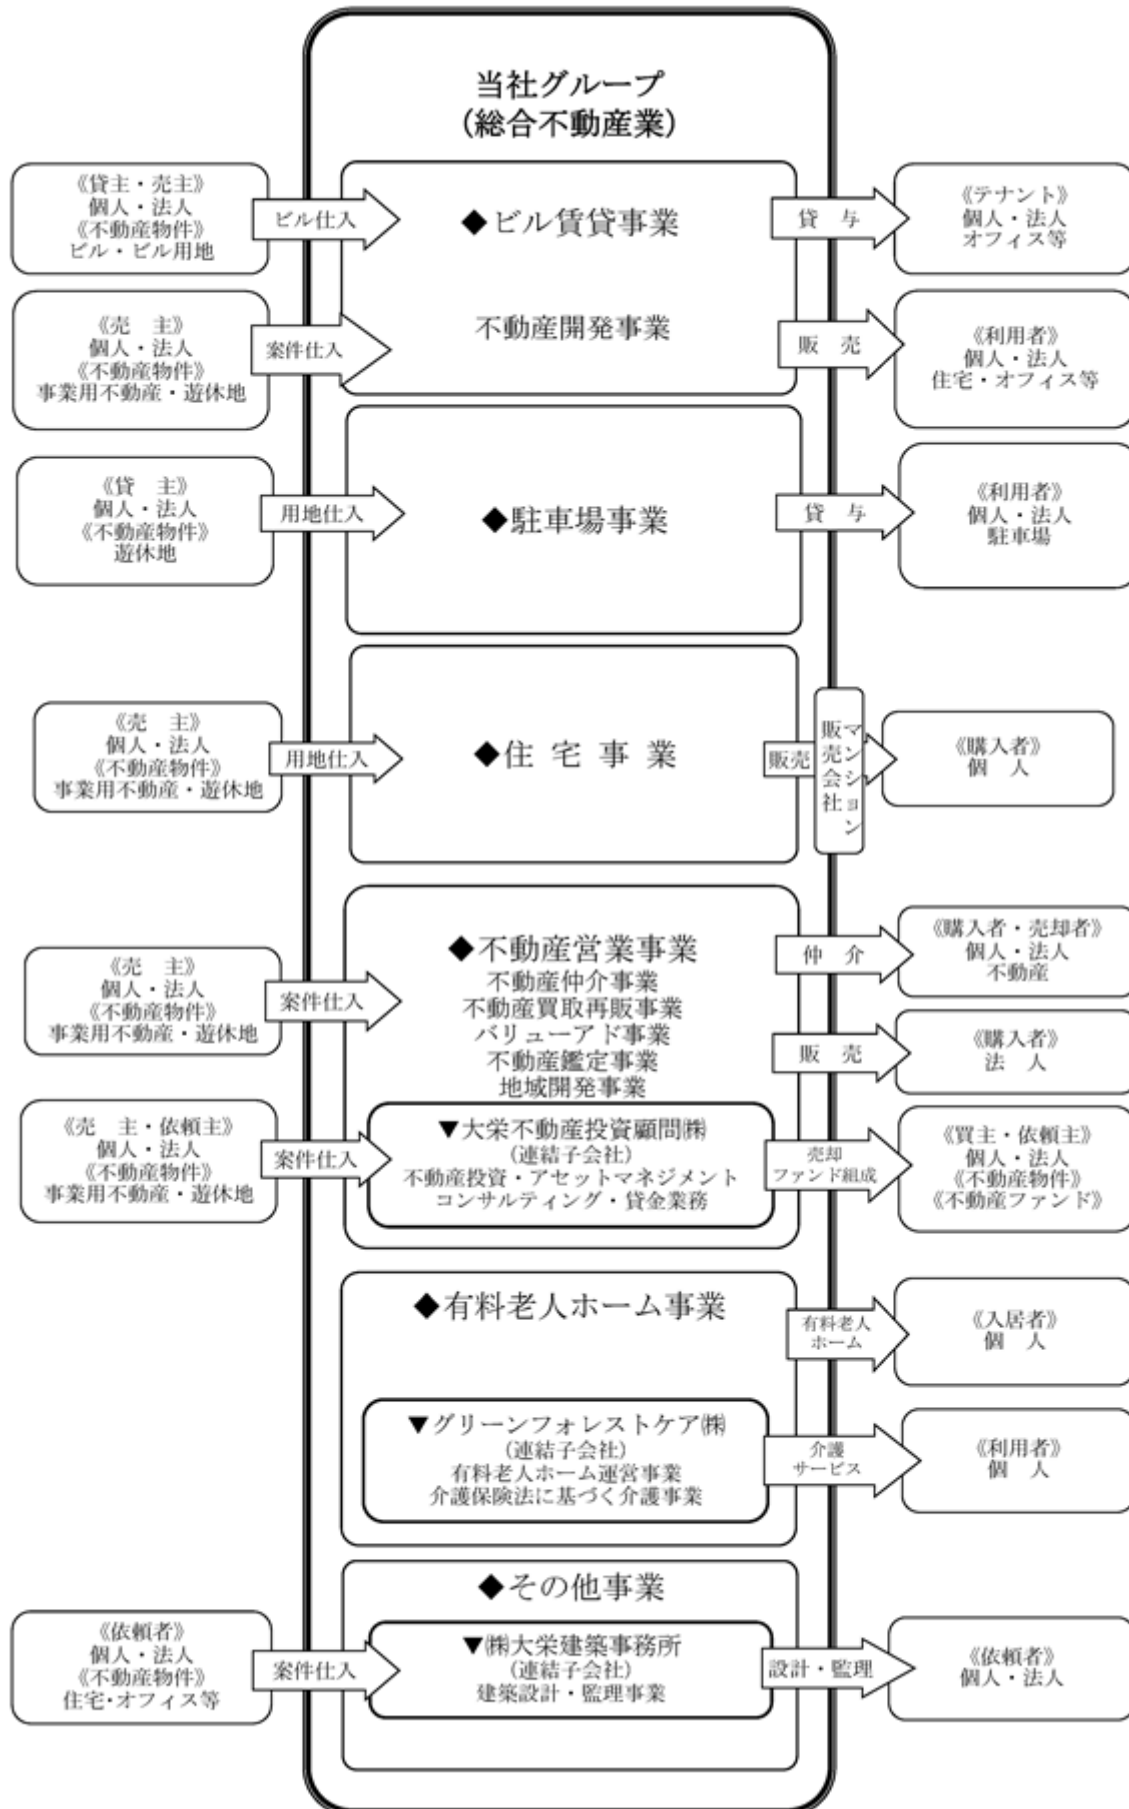 当社グループ
(総合不動産業)
《貸主・売主》
個人・法人
《不動産物件》
ビル・ビル用地
ビル仕入
◆ビル賃貸事業
貸　与
《テナント》
個人・法人
オフィス等
《売　主》
個人・法人
《不動産物件》
事業用不動産・遊休地
案件仕入
不動産開発事業
販　売
《利用者》
個人・法人
住宅・オフィス等
《貸　主》
個人・法人
《不動産物件》
遊休地
用地仕入
◆駐車場事業
貸　与
《利用者》
個人・法人
駐車場
《売　主》
個人・法人
《不動産物件》
事業用不動産・遊休地
用地仕入
◆住 宅 事 業
販売
マンション
販売会社
《購入者》
個　人
《売　主》
個人・法人
《不動産物件》
事業用不動産・遊休地
案件仕入
◆不動産営業事業
不動産仲介事業
不動産買取再販事業
バリューアド事業
不動産鑑定事業
地域開発事業
仲　介
《購入者・売却者》
個人・法人
不動産
販　売
《購入者》
法　人
《売　主・依頼主》
個人・法人
《不動産物件》
事業用不動産・遊休地
案件仕入
▼大栄不動産投資顧問㈱
(連結子会社)
不動産投資・アセットマネジメント
コンサルティング・貸金業務
売却
ファンド組成
《買主・依頼主》
個人・法人
《不動産物件》
《不動産ファンド》
◆有料老人ホーム事業
有料老人
ホーム
《入居者》
個　人
▼グリーンフォレストケア㈱
(連結子会社)
有料老人ホーム運営事業
介護保険法に基づく介護事業
介護
サービス
《利用者》
個　人
◆その他事業
《依頼者》
個人・法人
《不動産物件》
住宅・オフィス等
案件仕入
▼㈱大栄建築事務所
(連結子会社)
建築設計・監理事業
設計・監理
《依頼者》
個人・法人